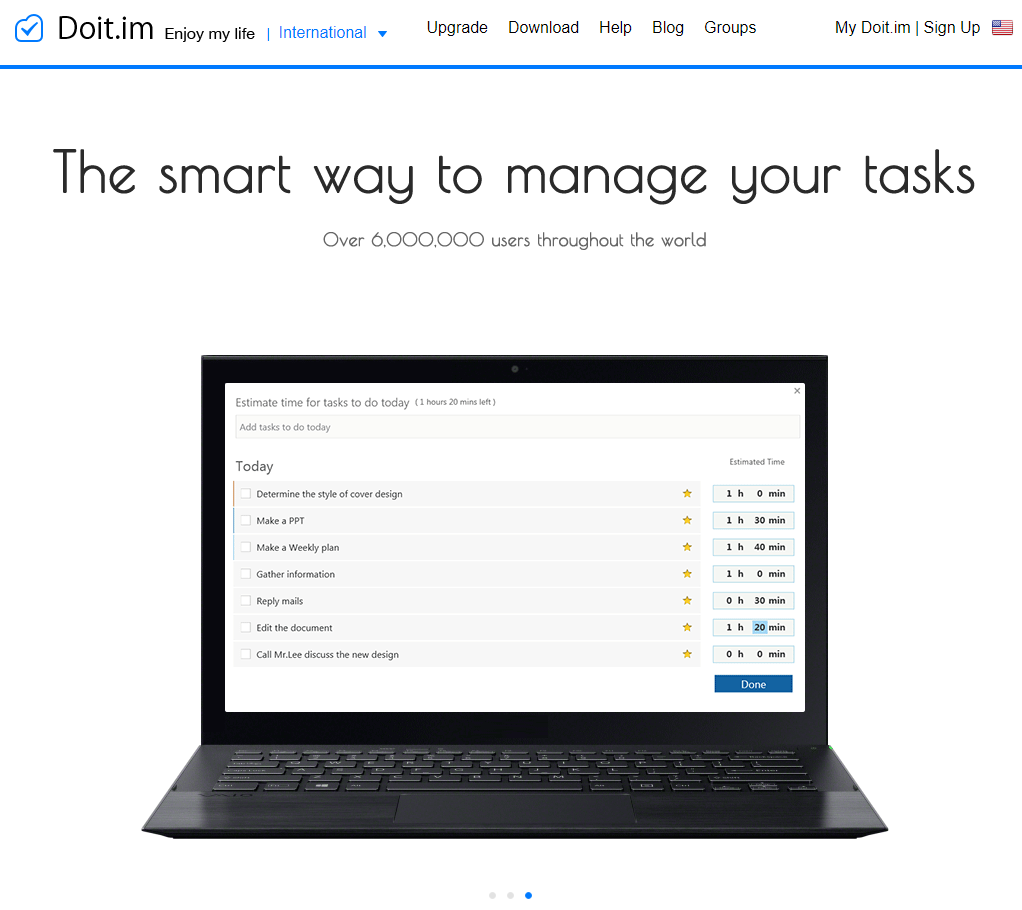 Doit.im Enjoy my life | International Upgrade Download Help Blog Groups My Doit.im | Sign Up
The smart way to manage your tasks
Over 6,000,000 users throughout the world
Estimate time for tasks to do today ( 1 hours 20 mins left )
Add tasks to do today
Today Estimated Time
Determine the style of cover design 1 h 0 min
Make a PPT 1 h 30 min
Make a Weekly plan 1 h 40 min
Gather information 1 h 0 min
Reply mails 0 h 30 min
Edit the document 1 h 20 min
Call Mr.Lee discuss the new design 0 h 0 min
Done